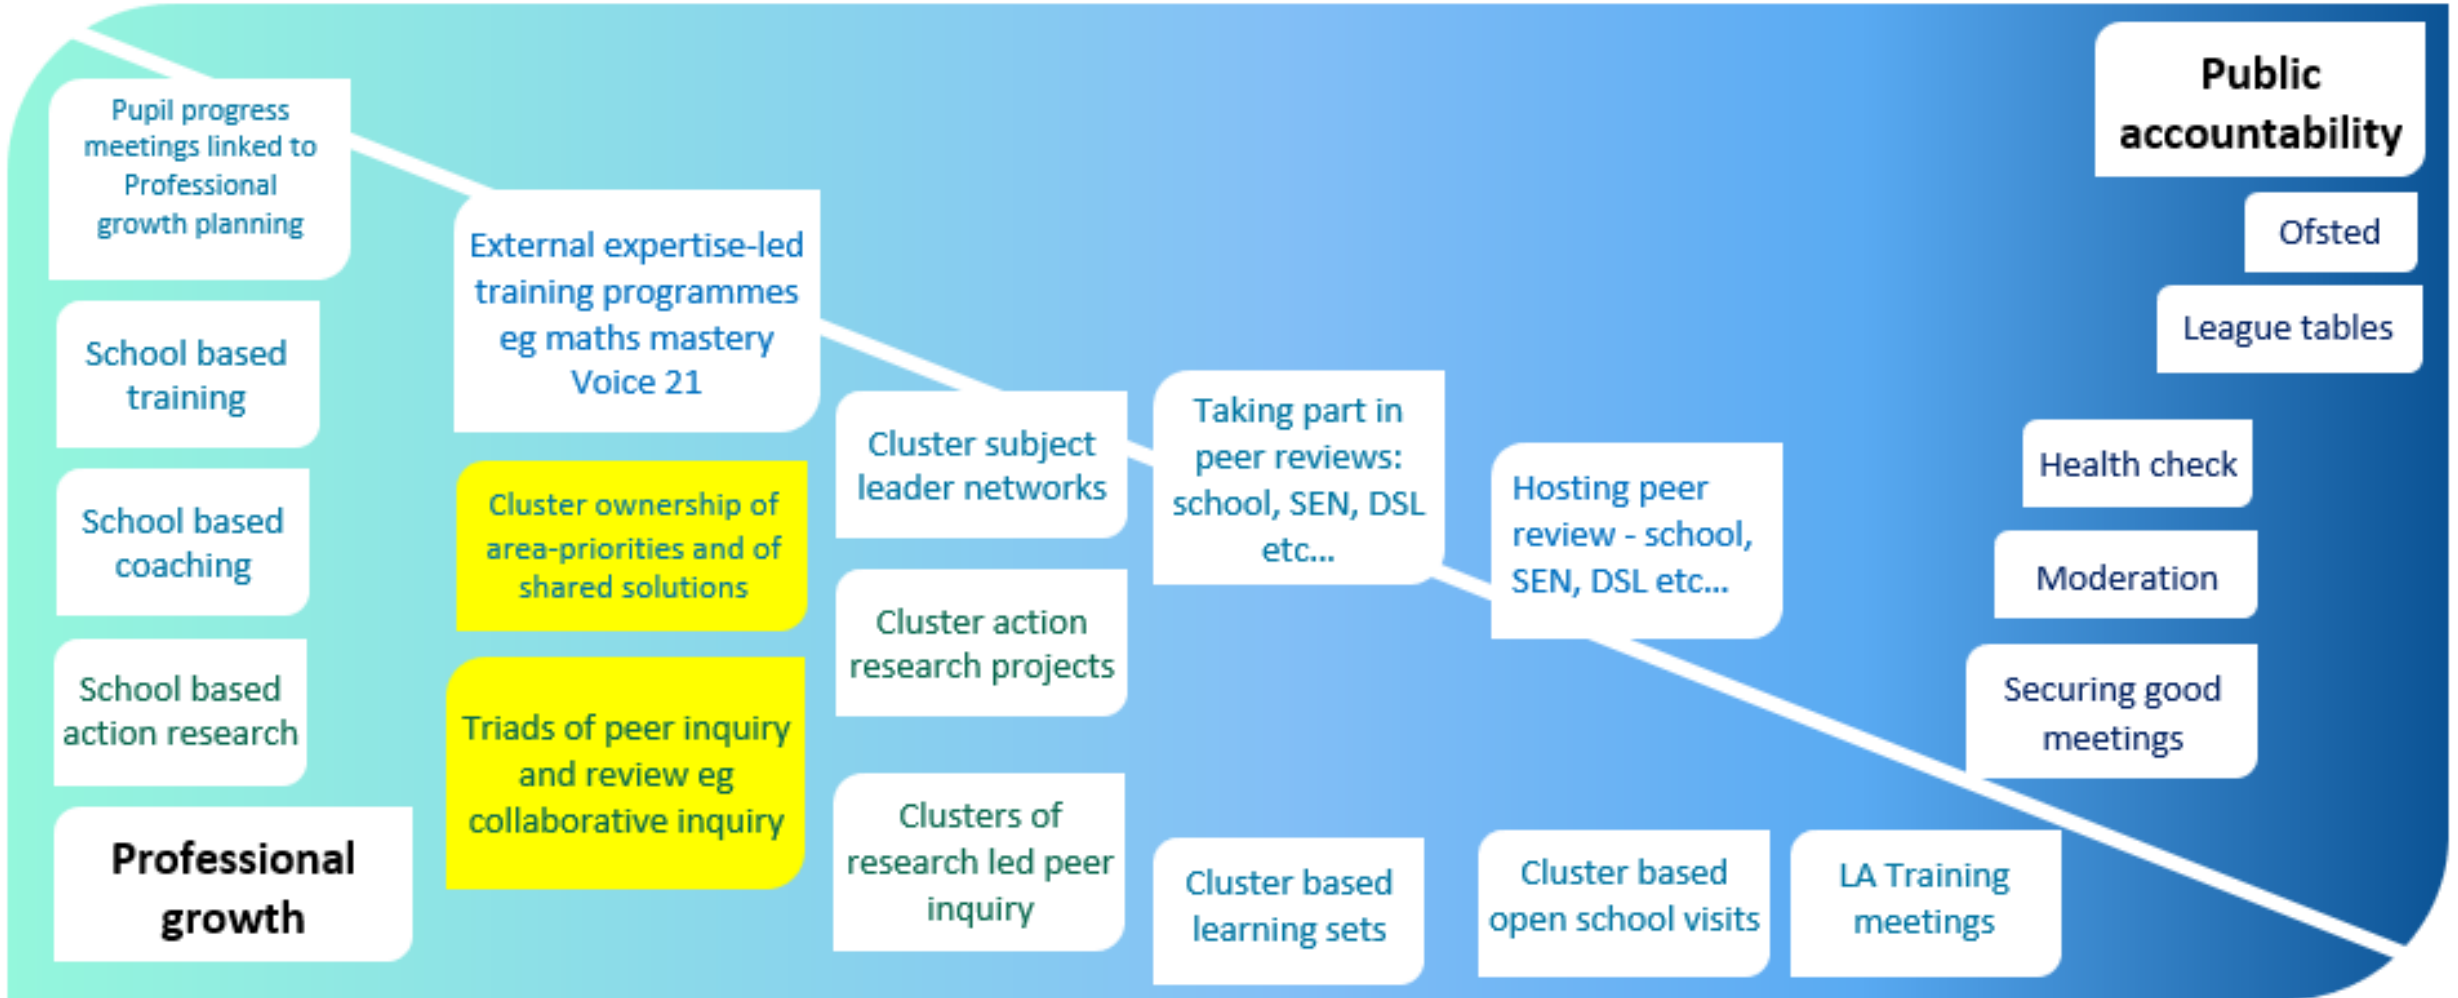 Pupil progress
meetings linked to
Professional
growth planning
School based
training
School based
coaching
School based
action research
Professional
growth
External expertise-led
training programmes
eg maths mastery
Voice 21
Cluster ownership of
area-priorities and of
shared solutions
Triads of peer inquiry
and review eg
collaborative inquiry
Cluster subject
leader networks
Cluster action
research projects
Clusters of
research led peer
inquiry
Taking part in
peer reviews:
school, SEN, DSL
etc...
Cluster based
learning sets
Hosting peer
review - school,
SEN, DSL etc...
Cluster based
open school visits
LA Training
meetings
Public
accountability
Ofsted
League tables
Health check
Moderation
Securing good
meetings